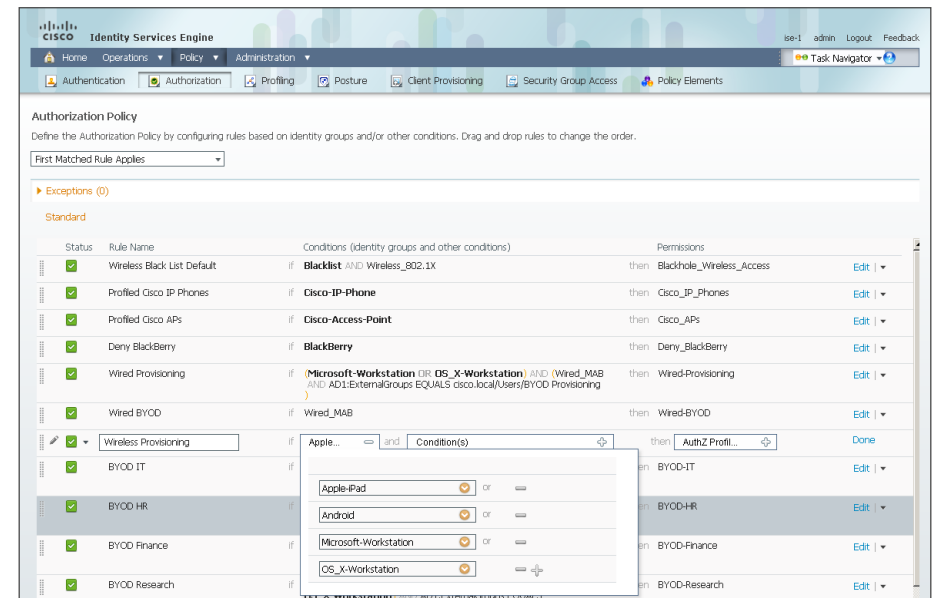 CISCO Identity Services Engine
ise-1 admin Logout Feedback
Home Operations Policy Administration
Task Navigator
Authentication Authorization Profiling Posture Client Provisioning Security Group Access Policy Elements
Authorization Policy
Define the Authorization Policy by configuring rules based on identity groups and/or other conditions. Drag and drop rules to change the order.
First Matched Rule Applies
Exceptions (0)
Standard
Status Rule Name Conditions (identity groups and other conditions) Permissions
Wireless Black List Default if Blacklist AND Wireless_802.1X then Blackhole_Wireless_Access Edit |
Profiled Cisco IP Phones if Cisco-IP-Phone then Cisco_IP_Phones Edit |
Profiled Cisco APs if Cisco-Access-Point then Cisco_APs Edit |
Deny BlackBerry if BlackBerry then Deny_BlackBerry Edit |
Wired Provisioning if (Microsoft-Workstation OR OS_X-Workstation) AND (Wired_MAB then Wired-Provisioning Edit |
AND AD1:ExternalGroups EQUALS cisco.local/Users/BYOD Provisioning
)
Wired BYOD if Wired_MAB then Wired-BYOD Edit |
Wireless Provisioning if Apple... and Condition(s) then AuthZ Profil... Done
BYOD IT if en BYOD-IT Edit |
Apple-iPad or
BYOD HR if en BYOD-HR Edit |
Android or
Microsoft-Workstation or
BYOD Finance if en BYOD-Finance Edit |
OS_X-Workstation
BYOD Research if en BYOD-Research Edit |